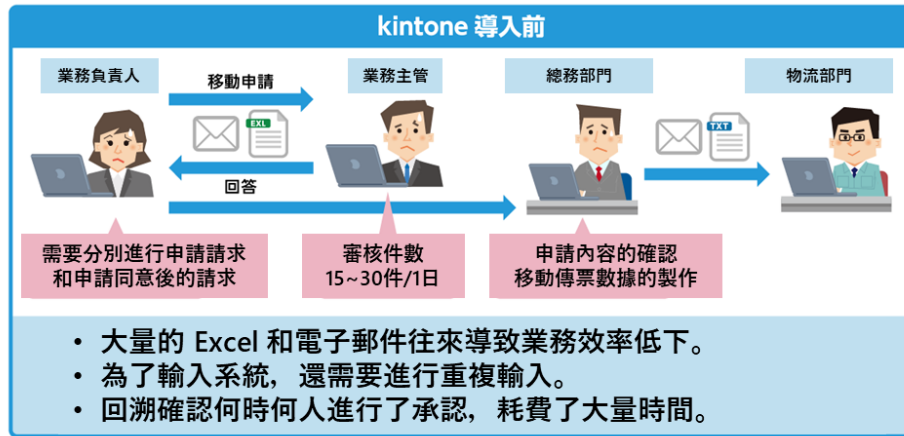 kintone 導入前
業務負責人
移動申請
業務主管
總務部門
物流部門
EXL
TXT
回答
需要分別進行申請請求
和申請同意後的請求
審核件數
15~30件/1日
申請內容的確認
移動傳票數據的製作
• 大量的 Excel 和電子郵件往來導致業務效率低下。
• 為了輸入系統，還需要進行重複輸入。
• 回溯確認何時何人進行了承認，耗費了大量時間。